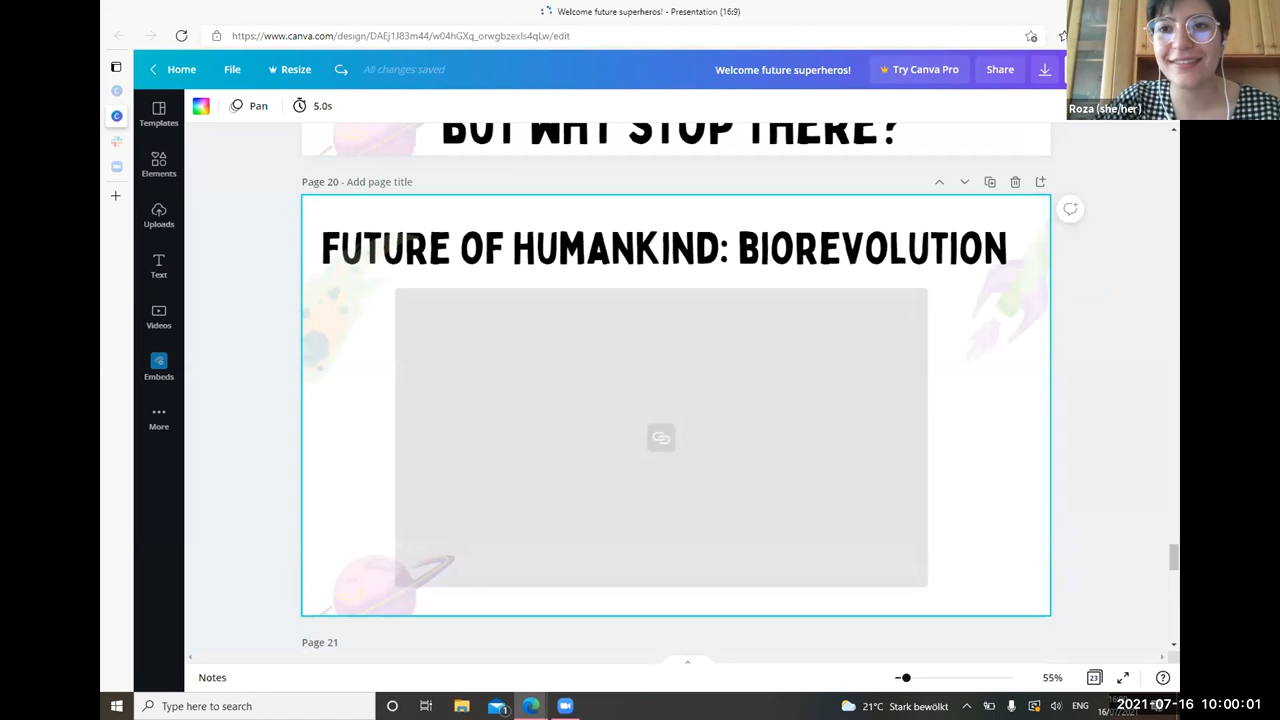 Welcome future superheros! - Presentation (16:9)
https://www.canva.com/design/DAEj1J83m44/w04hGXq_orwgbzexIs4qLw/edit
Home File Resize All changes saved Welcome future superheros! Try Canva Pro Share
Roza (she/her)
Pan 5.0s
Templates
Elements
Uploads
Text
Videos
Embeds
More
BUT WHY STOP THERE?
Page 20 - Add page title
FUTURE OF HUMANKIND: BIOREVOLUTION
Page 21
Notes 55% 23
Type here to search 1 21°C Stark bewölkt ENG
2021-07-16 10:00:01